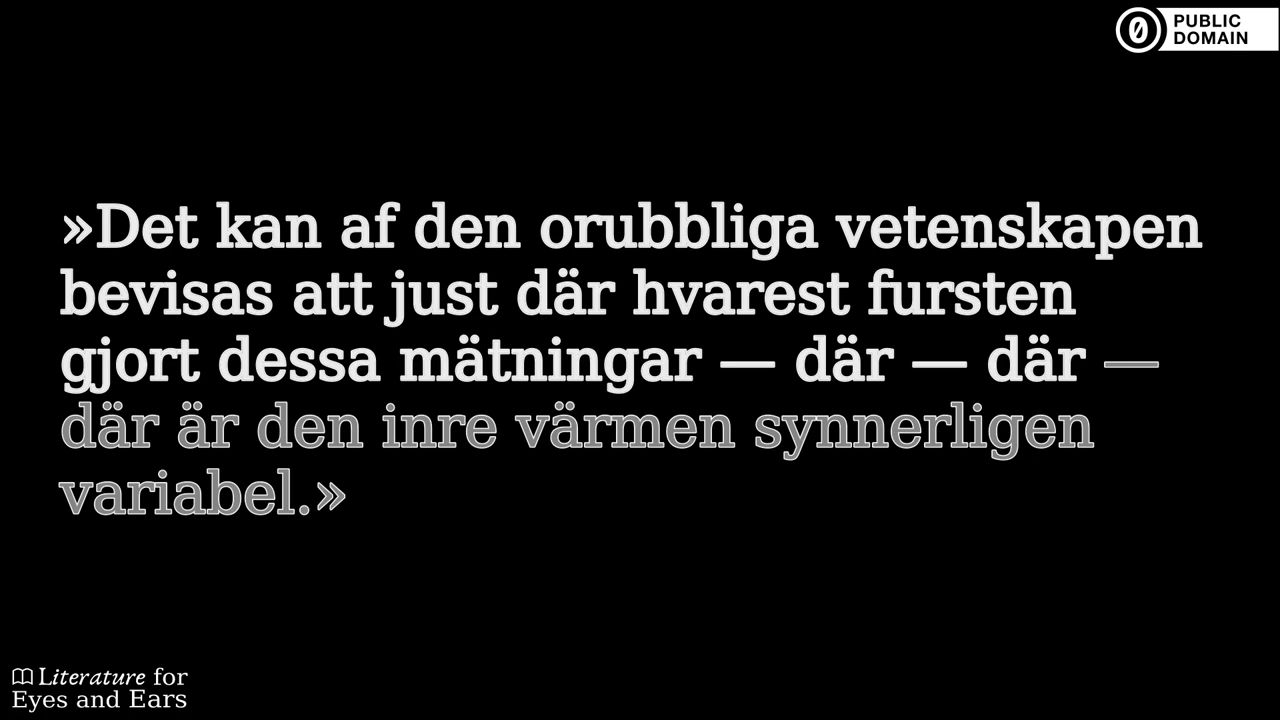 PUBLIC
DOMAIN
»Det kan af den orubbliga vetenskapen
bevisas att just där hvarest fursten
gjort dessa mätningar — där — där —
där är den inre värmen synnerligen
variabel.»
Literature for
Eyes and Ears